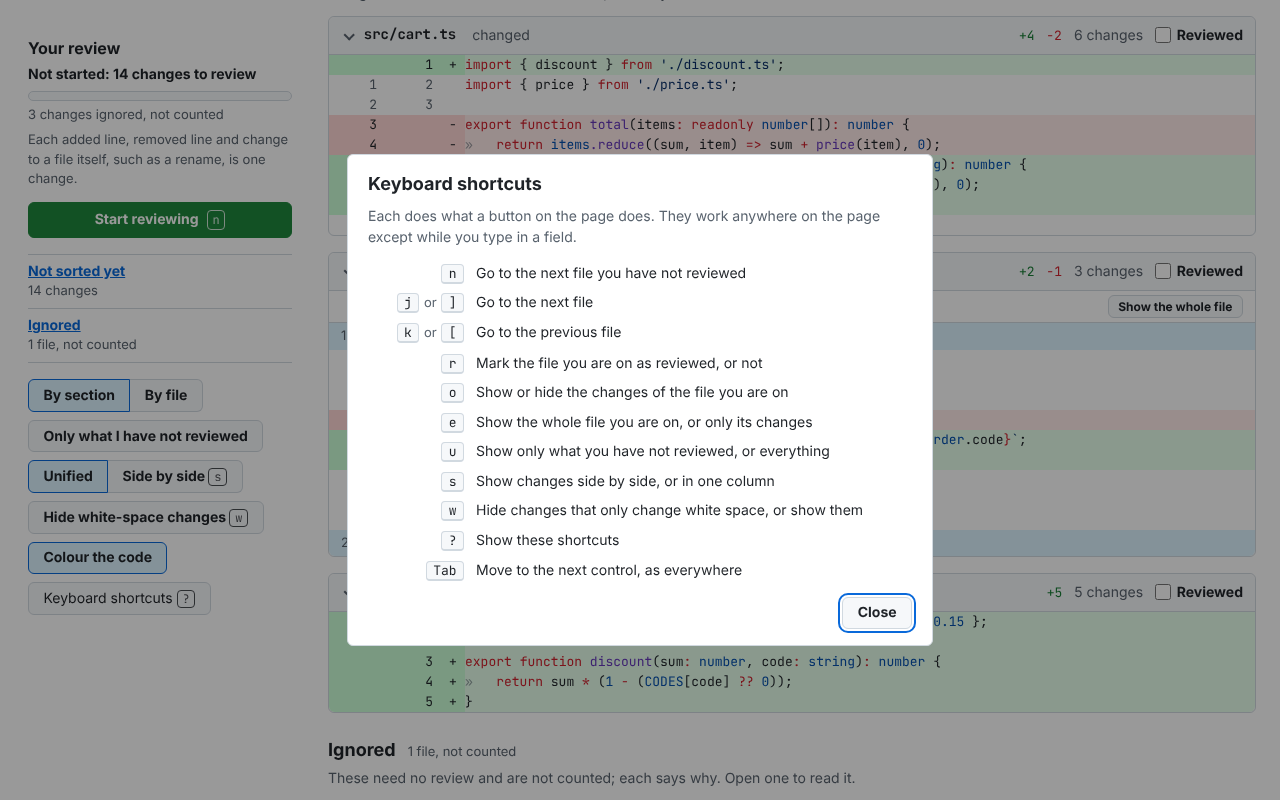 Your review
Not started: 14 changes to review
3 changes ignored, not counted
Each added line, removed line and change
to a file itself, such as a rename, is one
change.
Start reviewing n
Not sorted yet
14 changes
Ignored
1 file, not counted
By section By file
Only what I have not reviewed
Unified Side by side s
Hide white-space changes w
Colour the code
Keyboard shortcuts ?
src/cart.ts changed +4 -2 6 changes Reviewed
1 + import { discount } from './discount.ts';
1 2 import { price } from './price.ts';
2 3
3 - export function total(items: readonly number[]): number {
4 - » return items.reduce((sum, item) => sum + price(item), 0);
g): number {
), 0);
+2 -1 3 changes Reviewed
Show the whole file
rder.code}`;
Keyboard shortcuts
Each does what a button on the page does. They work anywhere on the page
except while you type in a field.
n Go to the next file you have not reviewed
j or ] Go to the next file
k or [ Go to the previous file
r Mark the file you are on as reviewed, or not
o Show or hide the changes of the file you are on
e Show the whole file you are on, or only its changes
u Show only what you have not reviewed, or everything
s Show changes side by side, or in one column
w Hide changes that only change white space, or show them
? Show these shortcuts
Tab Move to the next control, as everywhere
Close
+5 5 changes Reviewed
0.15 };
3 + export function discount(sum: number, code: string): number {
4 + » return sum * (1 - (CODES[code] ?? 0));
5 + }
Ignored 1 file, not counted
These need no review and are not counted; each says why. Open one to read it.